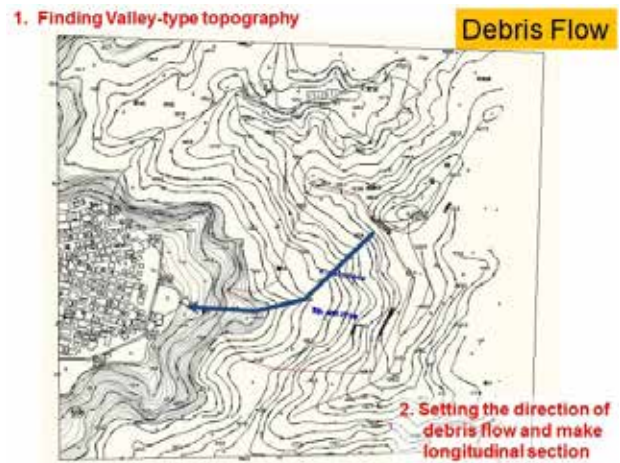 1. Finding Valley-type topography
Debris Flow
2. Setting the direction of
debris flow and make
longitudinal section